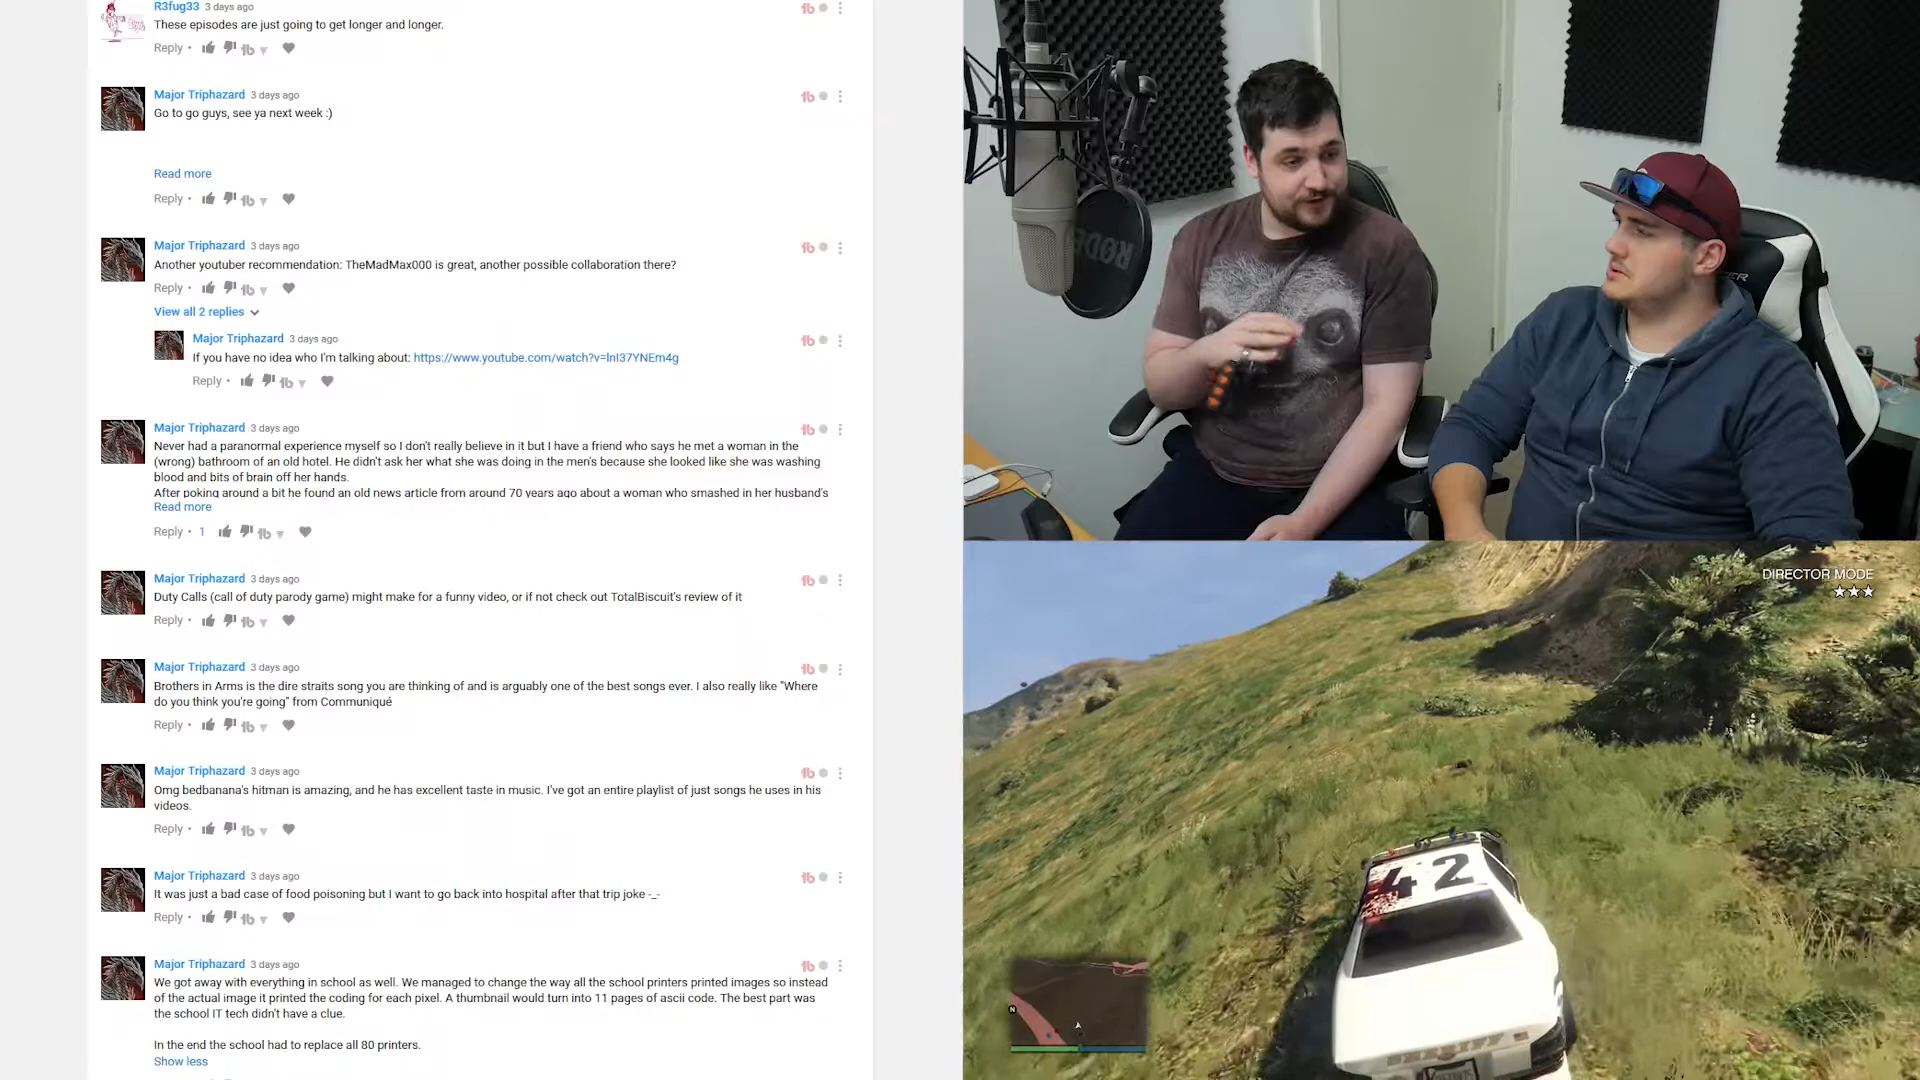 R3fug33 3 days ago
These episodes are just going to get longer and longer.
Reply •
Major Triphazard 3 days ago
Go to go guys, see ya next week :)
Read more
Reply •
Major Triphazard 3 days ago
Another youtuber recommendation: TheMadMax000 is great, another possible collaboration there?
Reply •
View all 2 replies
Major Triphazard 3 days ago
If you have no idea who I'm talking about: https://www.youtube.com/watch?v=lnI37YNEm4g
Reply •
Major Triphazard 3 days ago
Never had a paranormal experience myself so I don't really believe in it but I have a friend who says he met a woman in the
(wrong) bathroom of an old hotel. He didn't ask her what she was doing in the men's because she looked like she was washing
blood and bits of brain off her hands.
After poking around a bit he found an old news article from around 70 years ago about a woman who smashed in her husband's
Read more
Reply • 1
Major Triphazard 3 days ago
Duty Calls (call of duty parody game) might make for a funny video, or if not check out TotalBiscuit's review of it
Reply •
Major Triphazard 3 days ago
Brothers in Arms is the dire straits song you are thinking of and is arguably one of the best songs ever. I also really like "Where
do you think you're going" from Communiqué
Reply •
Major Triphazard 3 days ago
Omg bedbanana's hitman is amazing, and he has excellent taste in music. I've got an entire playlist of just songs he uses in his
videos.
Reply •
Major Triphazard 3 days ago
It was just a bad case of food poisoning but I want to go back into hospital after that trip joke -_-
Reply •
Major Triphazard 3 days ago
We got away with everything in school as well. We managed to change the way all the school printers printed images so instead
of the actual image it printed the coding for each pixel. A thumbnail would turn into 11 pages of ascii code. The best part was
the school IT tech didn't have a clue.
In the end the school had to replace all 80 printers.
Show less
RØDE
DIRECTOR MODE
42
N